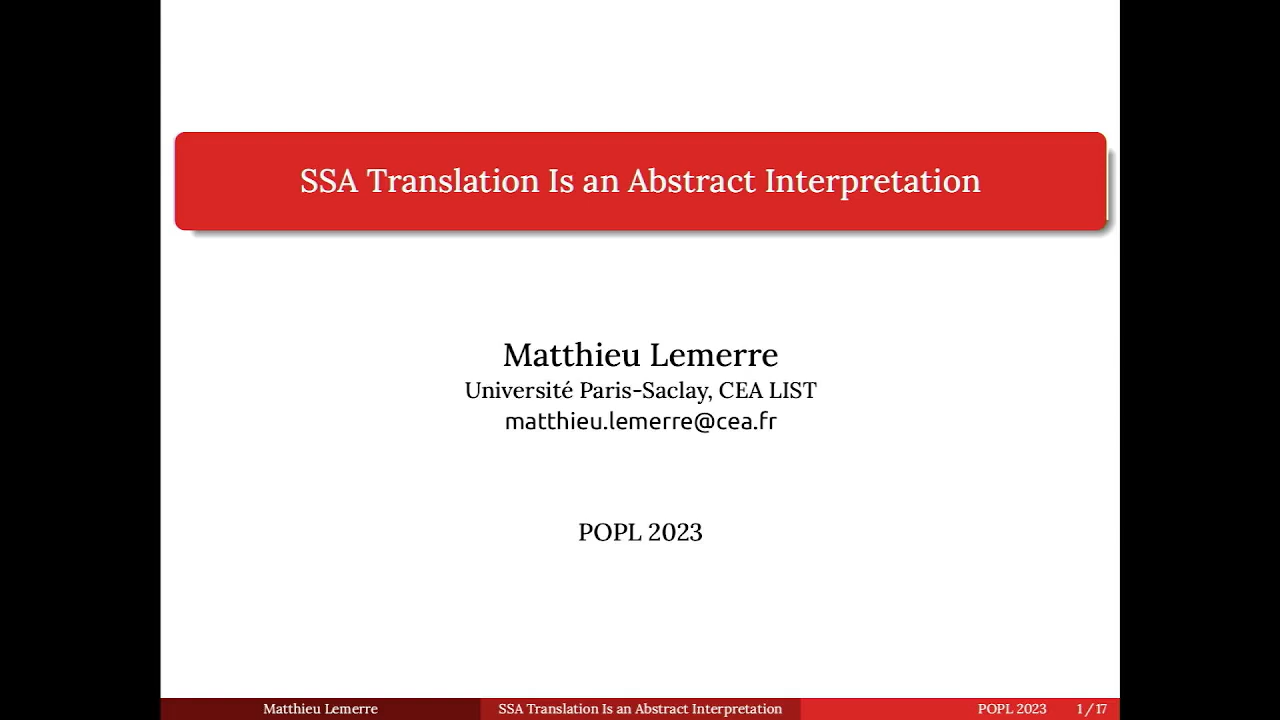 SSA Translation Is an Abstract Interpretation
Matthieu Lemerre
Université Paris-Saclay, CEA LIST
matthieu.lemerre@cea.fr
POPL 2023
Matthieu Lemerre SSA Translation Is an Abstract Interpretation POPL 2023 1 / 17